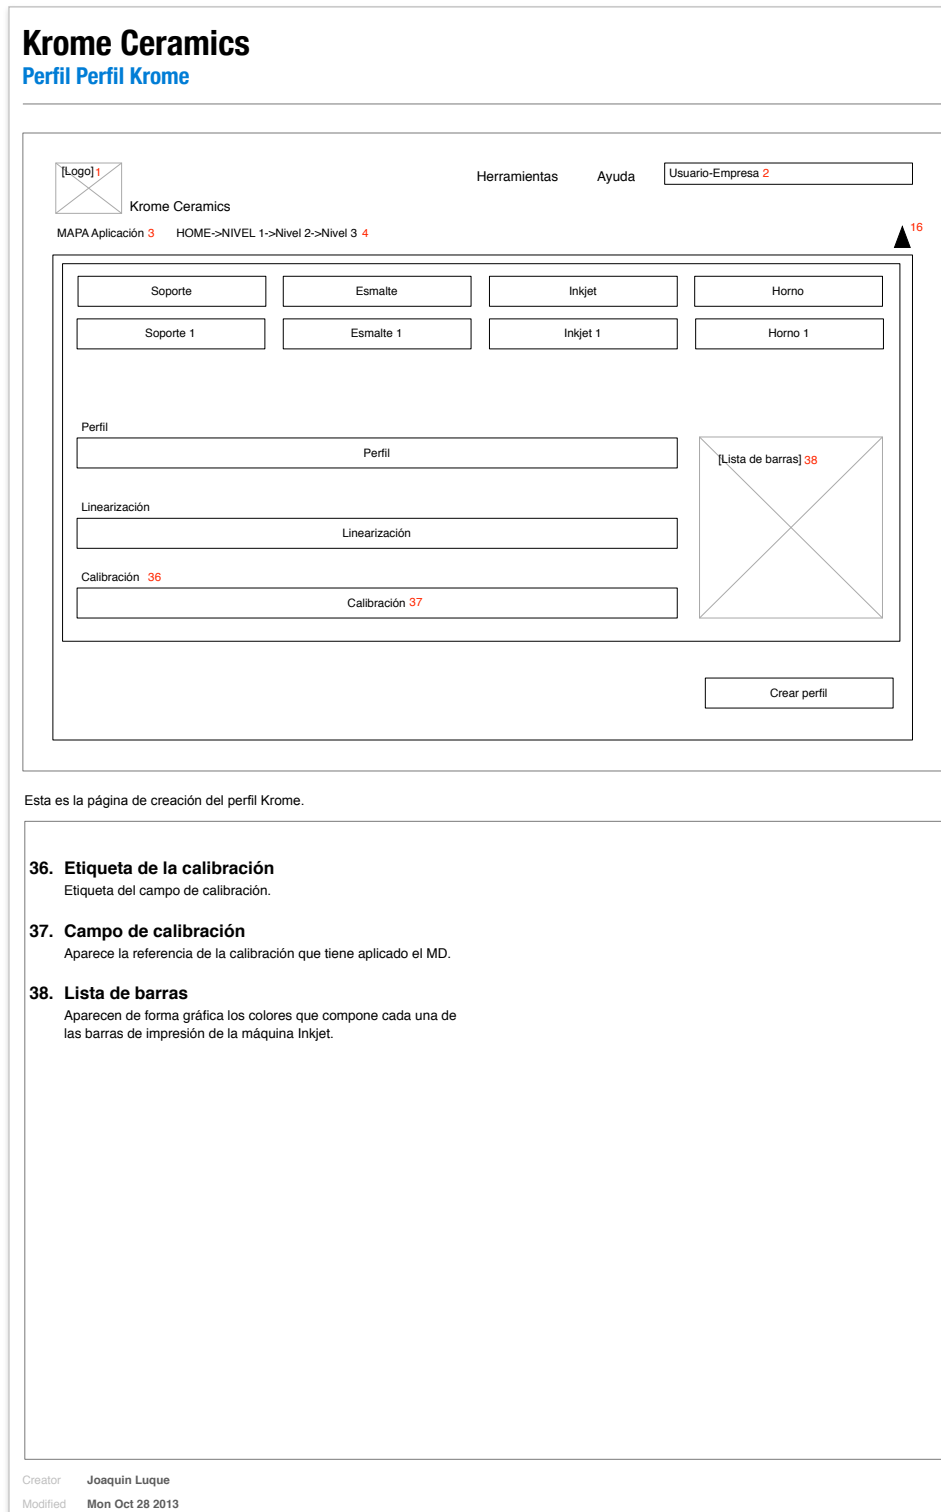 Krome Ceramics
Perfil Perfil Krome
[Logo] 1
Herramientas Ayuda Usuario-Empresa 2
Krome Ceramics
MAPA Aplicación 3 HOME->NIVEL 1->Nivel 2->Nivel 3 4
16
Soporte Esmalte Inkjet Horno
Soporte 1 Esmalte 1 Inkjet 1 Horno 1
Perfil
Perfil
[Lista de barras] 38
Linearización
Linearización
Calibración 36
Calibración 37
Crear perfil
Esta es la página de creación del perfil Krome.
36. Etiqueta de la calibración
Etiqueta del campo de calibración.
37. Campo de calibración
Aparece la referencia de la calibración que tiene aplicado el MD.
38. Lista de barras
Aparecen de forma gráfica los colores que compone cada una de
las barras de impresión de la máquina Inkjet.
Creator Joaquin Luque
Modified Mon Oct 28 2013